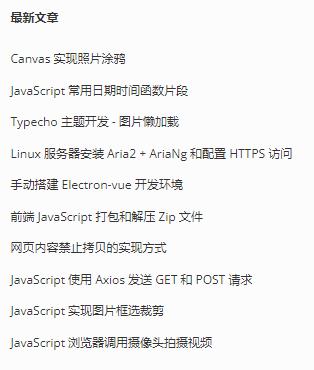 最新文章
Canvas 实现照片涂鸦
JavaScript 常用日期时间函数片段
Typecho 主题开发 - 图片懒加载
Linux 服务器安装 Aria2 + AriaNg 和配置 HTTPS 访问
手动搭建 Electron-vue 开发环境
前端 JavaScript 打包和解压 Zip 文件
网页内容禁止拷贝的实现方式
JavaScript 使用 Axios 发送 GET 和 POST 请求
JavaScript 实现图片框选裁剪
JavaScript 浏览器调用摄像头拍摄视频